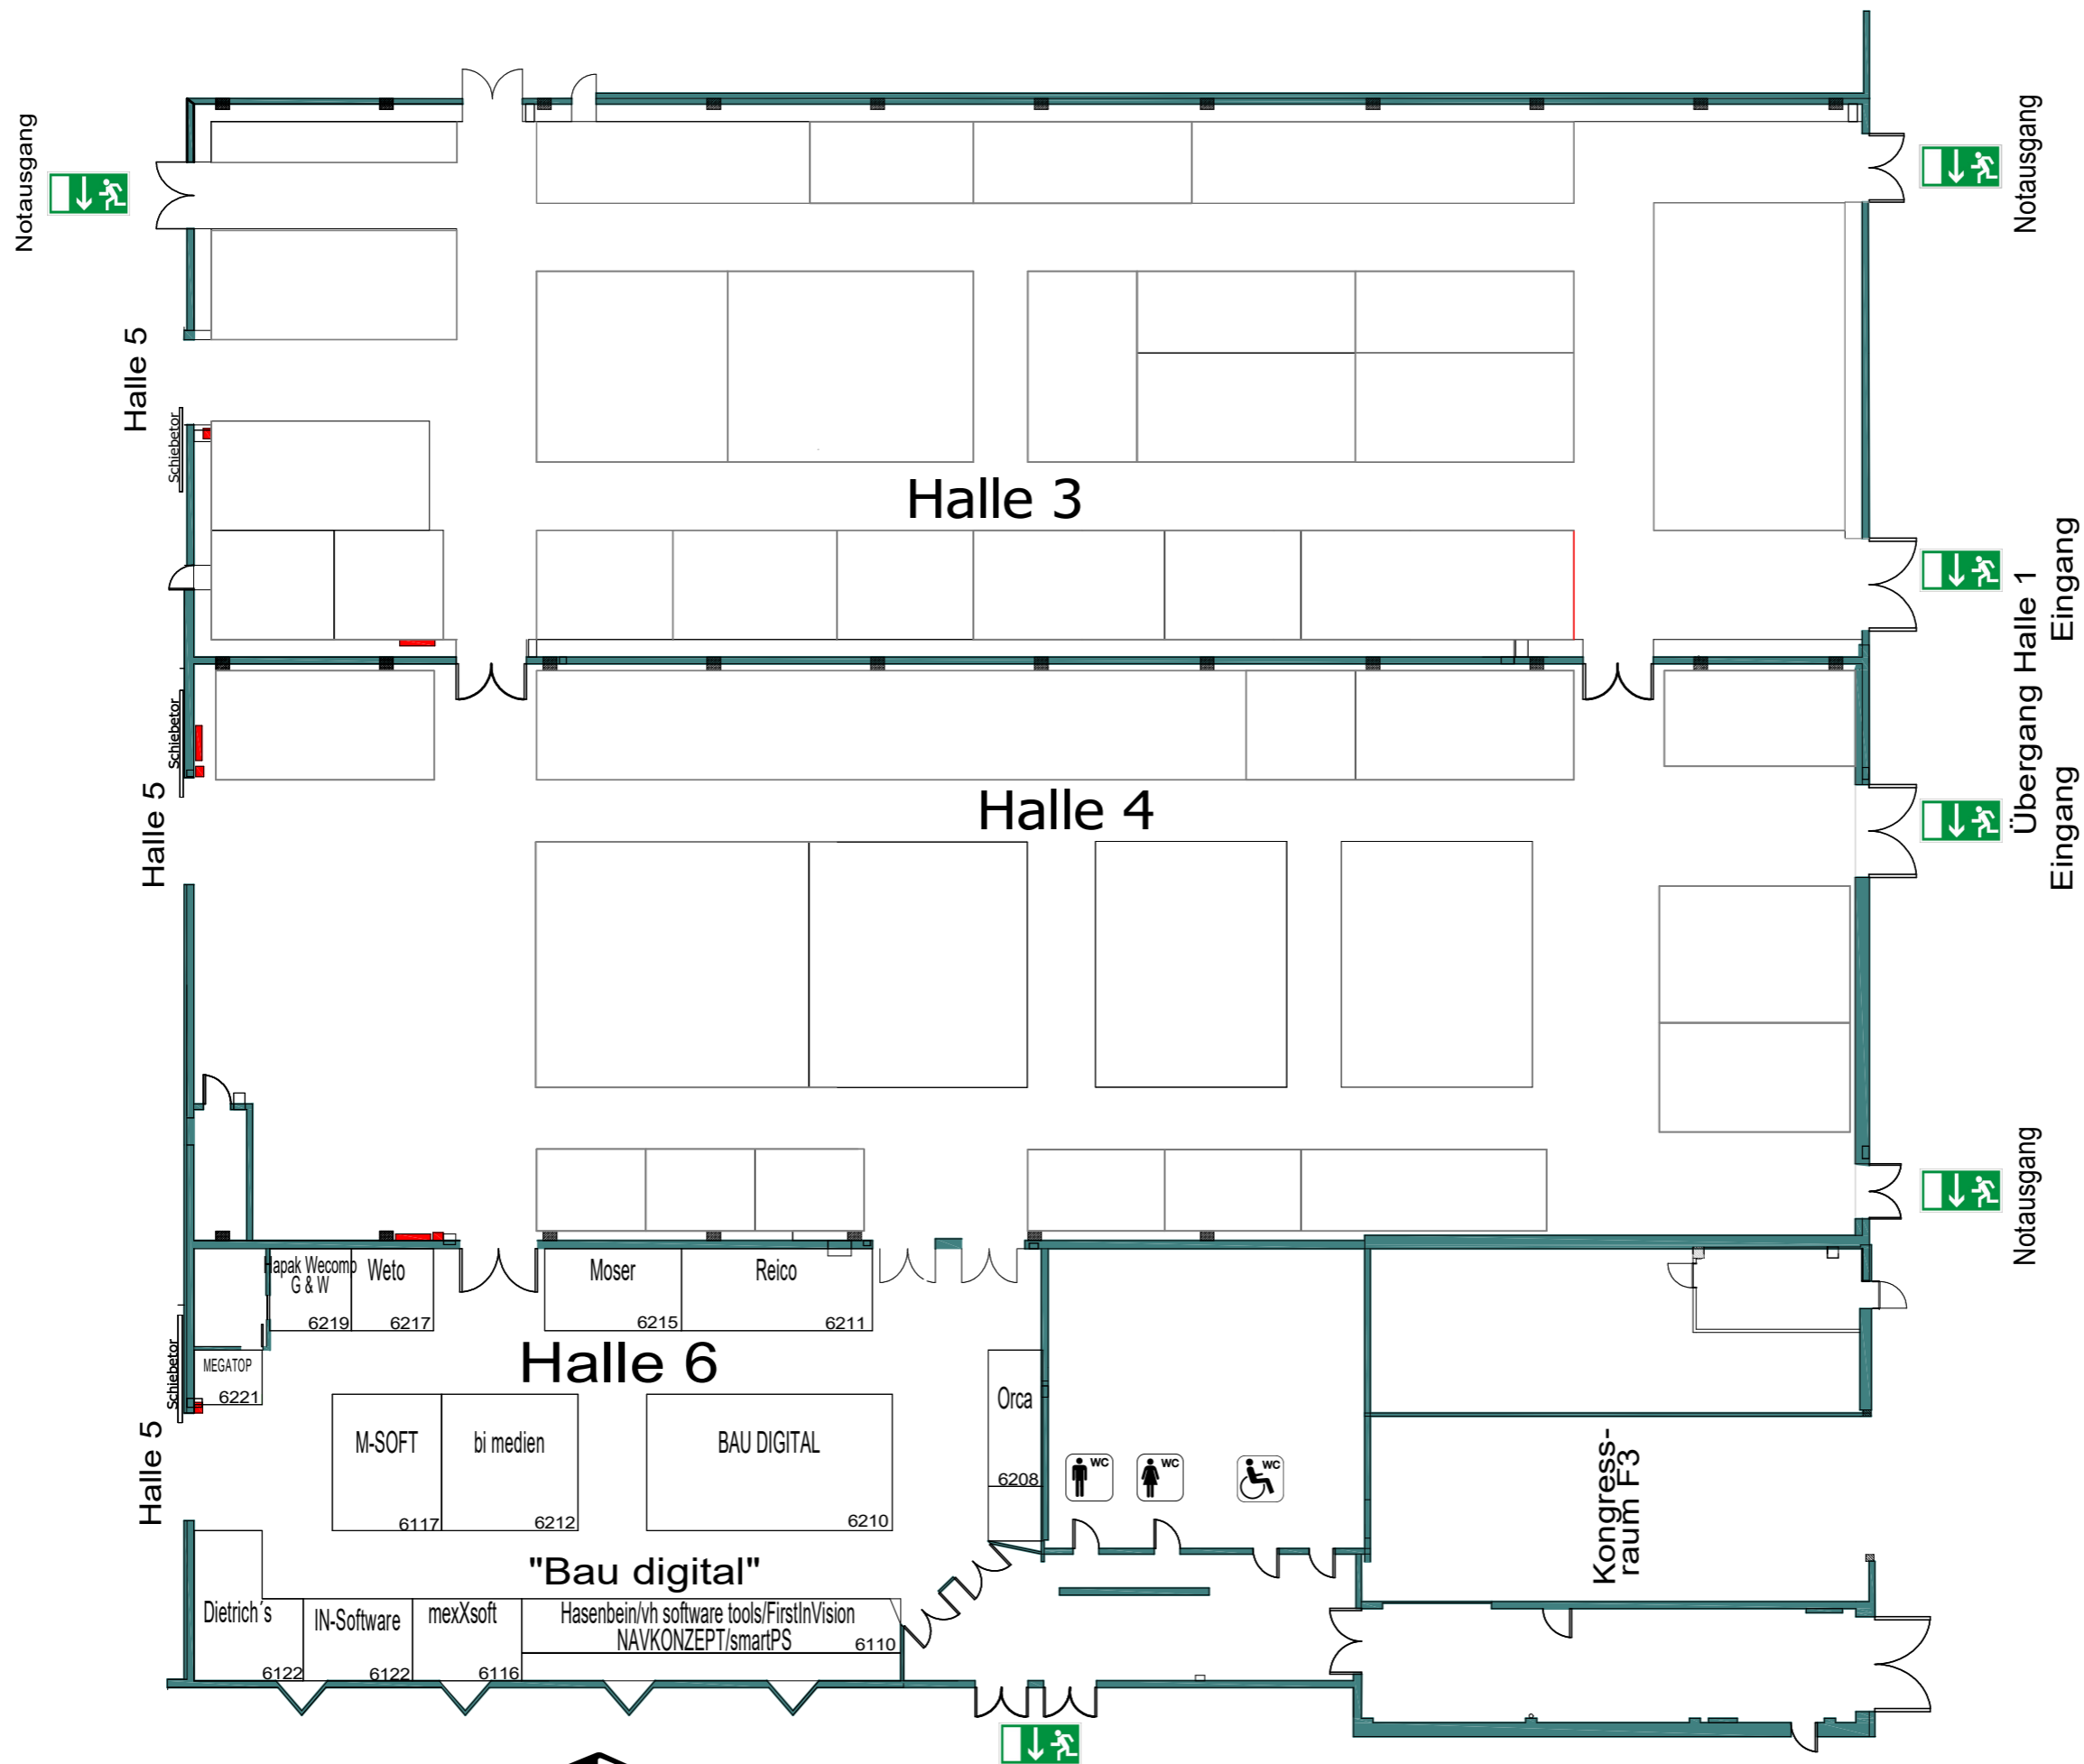 Notausgang
Notausgang
Halle 5
Schiebetor
Halle 3
Übergang Halle 1
Eingang
Schiebetor
Halle 5
Halle 4
Eingang
Notausgang
Hapak Wecomp
G & W
6219
Weto
6217
Moser
6215
Reico
6211
Halle 6
MEGATOP
6221
Schiebetor
Halle 5
M-SOFT
6117
bi medien
6212
BAU DIGITAL
6210
Orca
6208
WC
WC
WC
Kongress-
raum F3
"Bau digital"
Dietrich´s
6122
IN-Software
6122
mexXsoft
6116
Hasenbein/vh software tools/FirstInVision
NAVKONZEPT/smartPS
6110